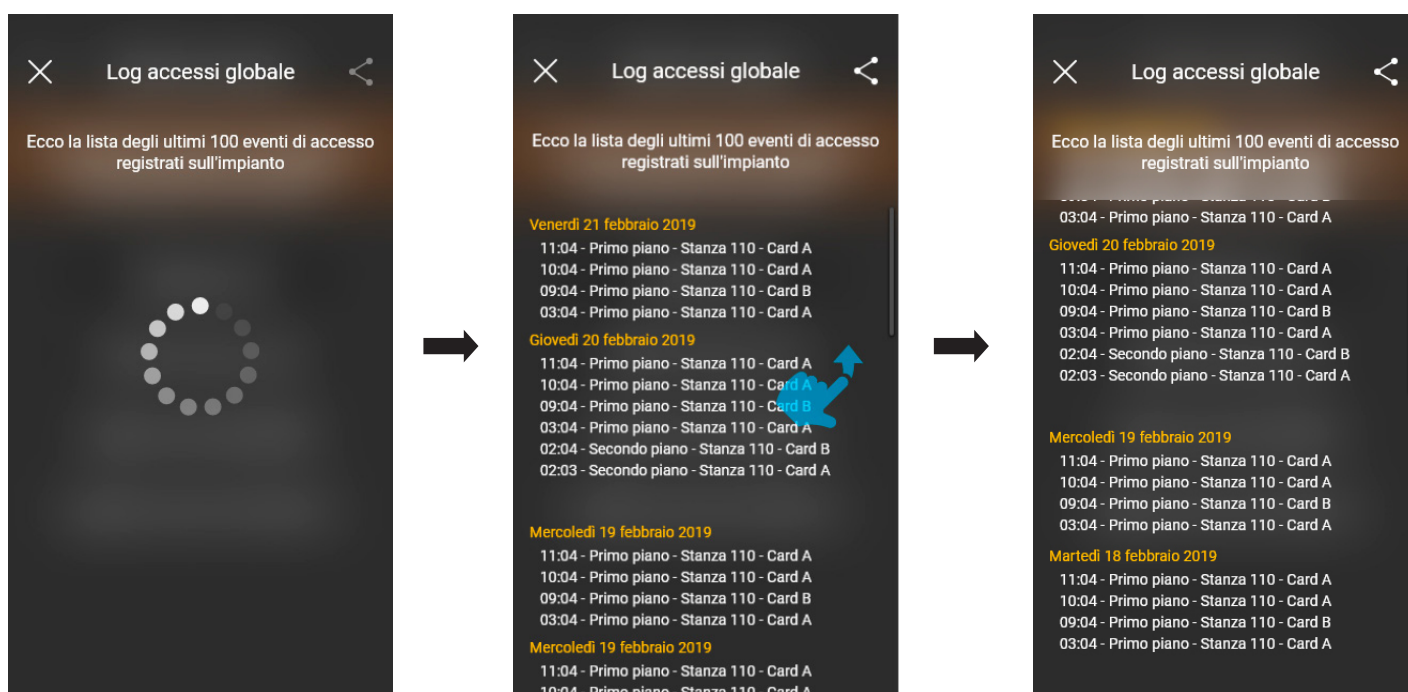 Log accessi globale
Ecco la lista degli ultimi 100 eventi di accesso
registrati sull'impianto
Log accessi globale
Ecco la lista degli ultimi 100 eventi di accesso
registrati sull'impianto
Venerdì 21 febbraio 2019
11:04 - Primo piano - Stanza 110 - Card A
10:04 - Primo piano - Stanza 110 - Card A
09:04 - Primo piano - Stanza 110 - Card B
03:04 - Primo piano - Stanza 110 - Card A
Giovedì 20 febbraio 2019
11:04 - Primo piano - Stanza 110 - Card A
10:04 - Primo piano - Stanza 110 - Card A
09:04 - Primo piano - Stanza 110 - Card B
03:04 - Primo piano - Stanza 110 - Card A
02:04 - Secondo piano - Stanza 110 - Card B
02:03 - Secondo piano - Stanza 110 - Card A
Mercoledì 19 febbraio 2019
11:04 - Primo piano - Stanza 110 - Card A
10:04 - Primo piano - Stanza 110 - Card A
09:04 - Primo piano - Stanza 110 - Card B
03:04 - Primo piano - Stanza 110 - Card A
Mercoledì 19 febbraio 2019
11:04 - Primo piano - Stanza 110 - Card A
10:04 - Primo piano - Stanza 110 - Card A
Log accessi globale
Ecco la lista degli ultimi 100 eventi di accesso
registrati sull'impianto
03:04 - Primo piano - Stanza 110 - Card A
Giovedì 20 febbraio 2019
11:04 - Primo piano - Stanza 110 - Card A
10:04 - Primo piano - Stanza 110 - Card A
09:04 - Primo piano - Stanza 110 - Card B
03:04 - Primo piano - Stanza 110 - Card A
02:04 - Secondo piano - Stanza 110 - Card B
02:03 - Secondo piano - Stanza 110 - Card A
Mercoledì 19 febbraio 2019
11:04 - Primo piano - Stanza 110 - Card A
10:04 - Primo piano - Stanza 110 - Card A
09:04 - Primo piano - Stanza 110 - Card B
03:04 - Primo piano - Stanza 110 - Card A
Martedì 18 febbraio 2019
11:04 - Primo piano - Stanza 110 - Card A
10:04 - Primo piano - Stanza 110 - Card A
09:04 - Primo piano - Stanza 110 - Card B
03:04 - Primo piano - Stanza 110 - Card A